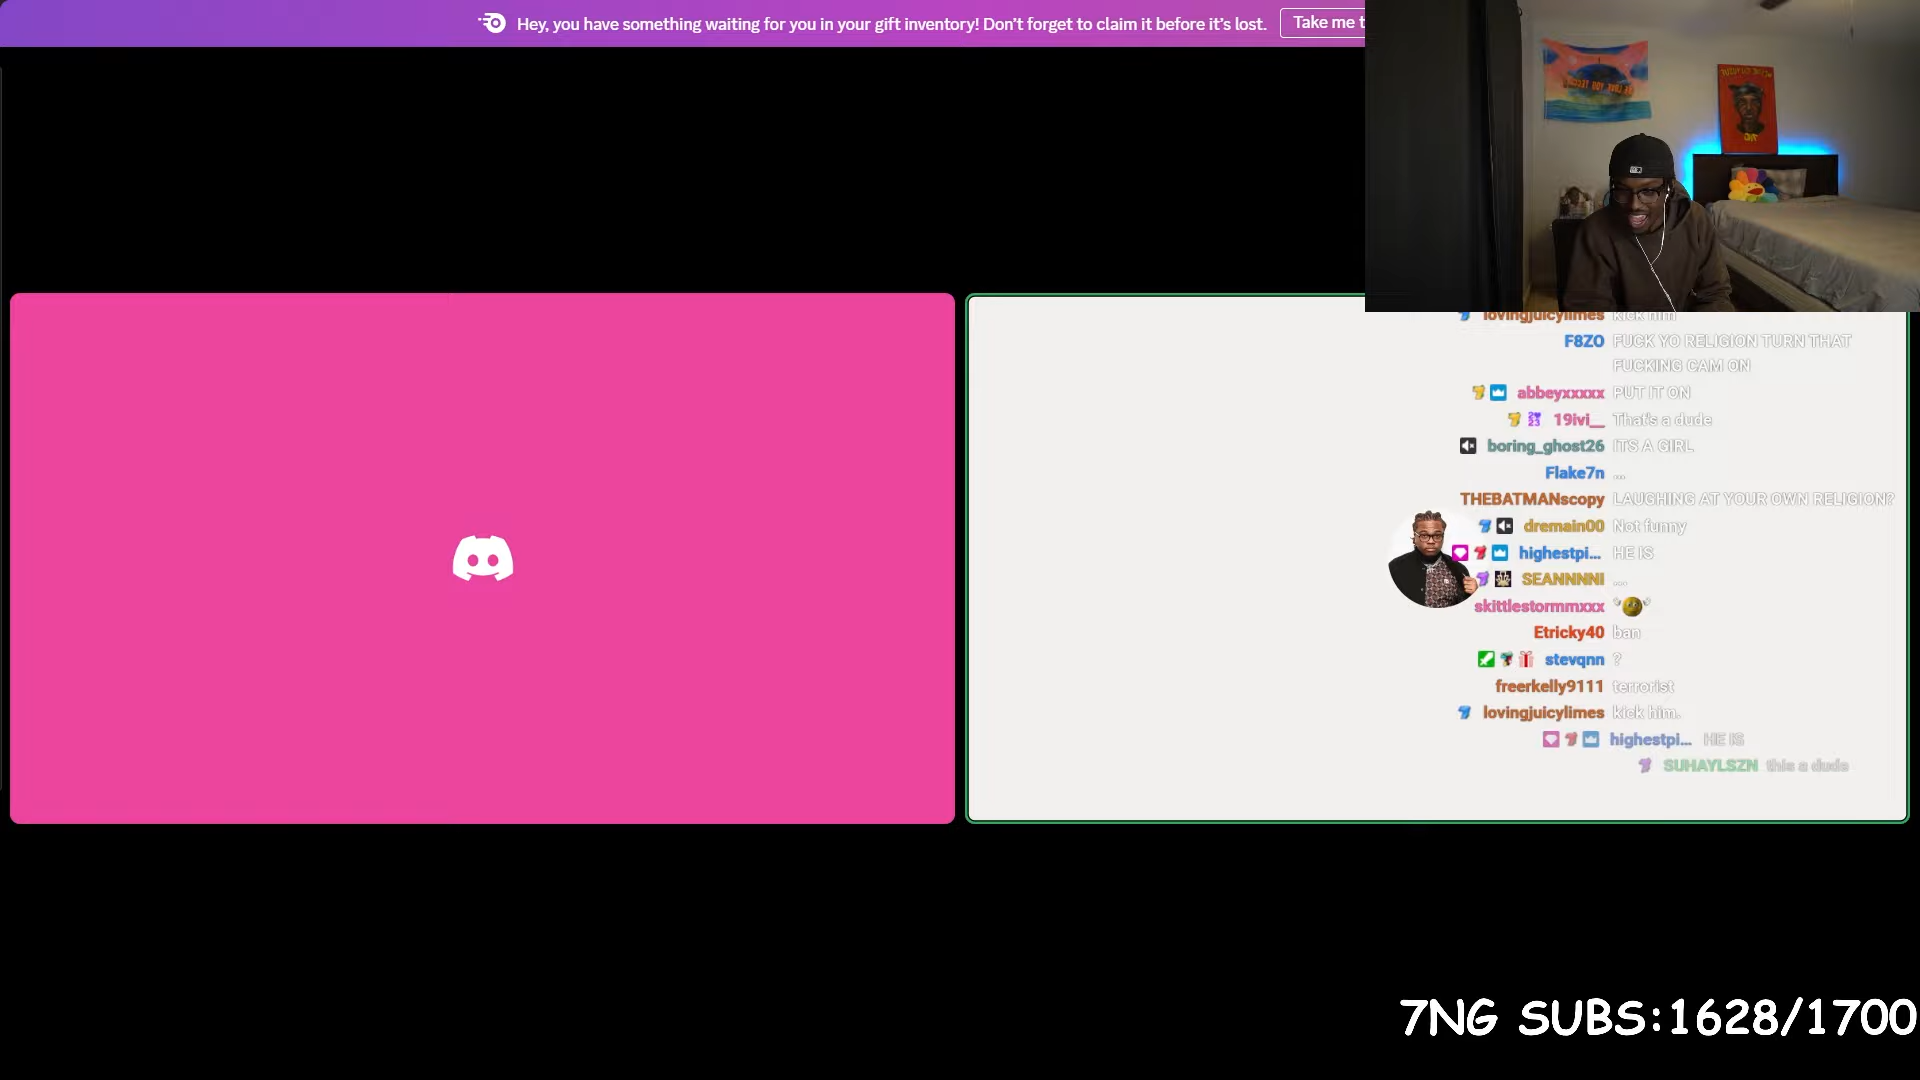 Hey, you have something waiting for you in your gift inventory! Don't forget to claim it before it's lost.
Take me t
lovingjuicylimes kick him
F8ZO FUCK YO RELIGION TURN THAT
FUCKING CAM ON
abbeyxxxxx PUT IT ON
19ivi__ That's a dude
boring_ghost26 ITS A GIRL
Flake7n ...
THEBATMANscopy LAUGHING AT YOUR OWN RELIGION?
dremain00 Not funny
highestpi... HE IS
SEANNNNI ...
skittlestormmxxx
Etricky40 ban
stevqnn ?
freerkelly9111 terrorist
lovingjuicylimes kick him.
highestpi... HE IS
SUHAYLSZN this a dude
7NG SUBS:1628/1700